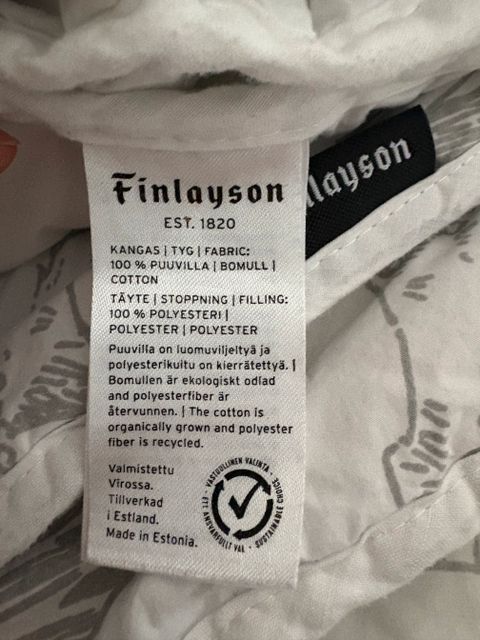 Finlayson
EST. 1820
KANGAS | TYG | FABRIC:
100 % PUUVILLA | BOMULL |
COTTON
TÄYTE | STOPPNING | FILLING:
100 % POLYESTERI |
POLYESTER | POLYESTER
Puuvilla on luomuviljeltyä ja
polyesterikuitu on kierrätettyä. |
Bomullen är ekologiskt odlad
and polyesterfiber är
återvunnen. | The cotton is
organically grown and polyester
fiber is recycled.
Valmistettu
Virossa.
Tillverkad
i Estland.
Made in Estonia.
VASTUULLINEN VALINTA · SUSTAINABLE CHOICE · ETT ANSVARFULLT VAL ·
layson